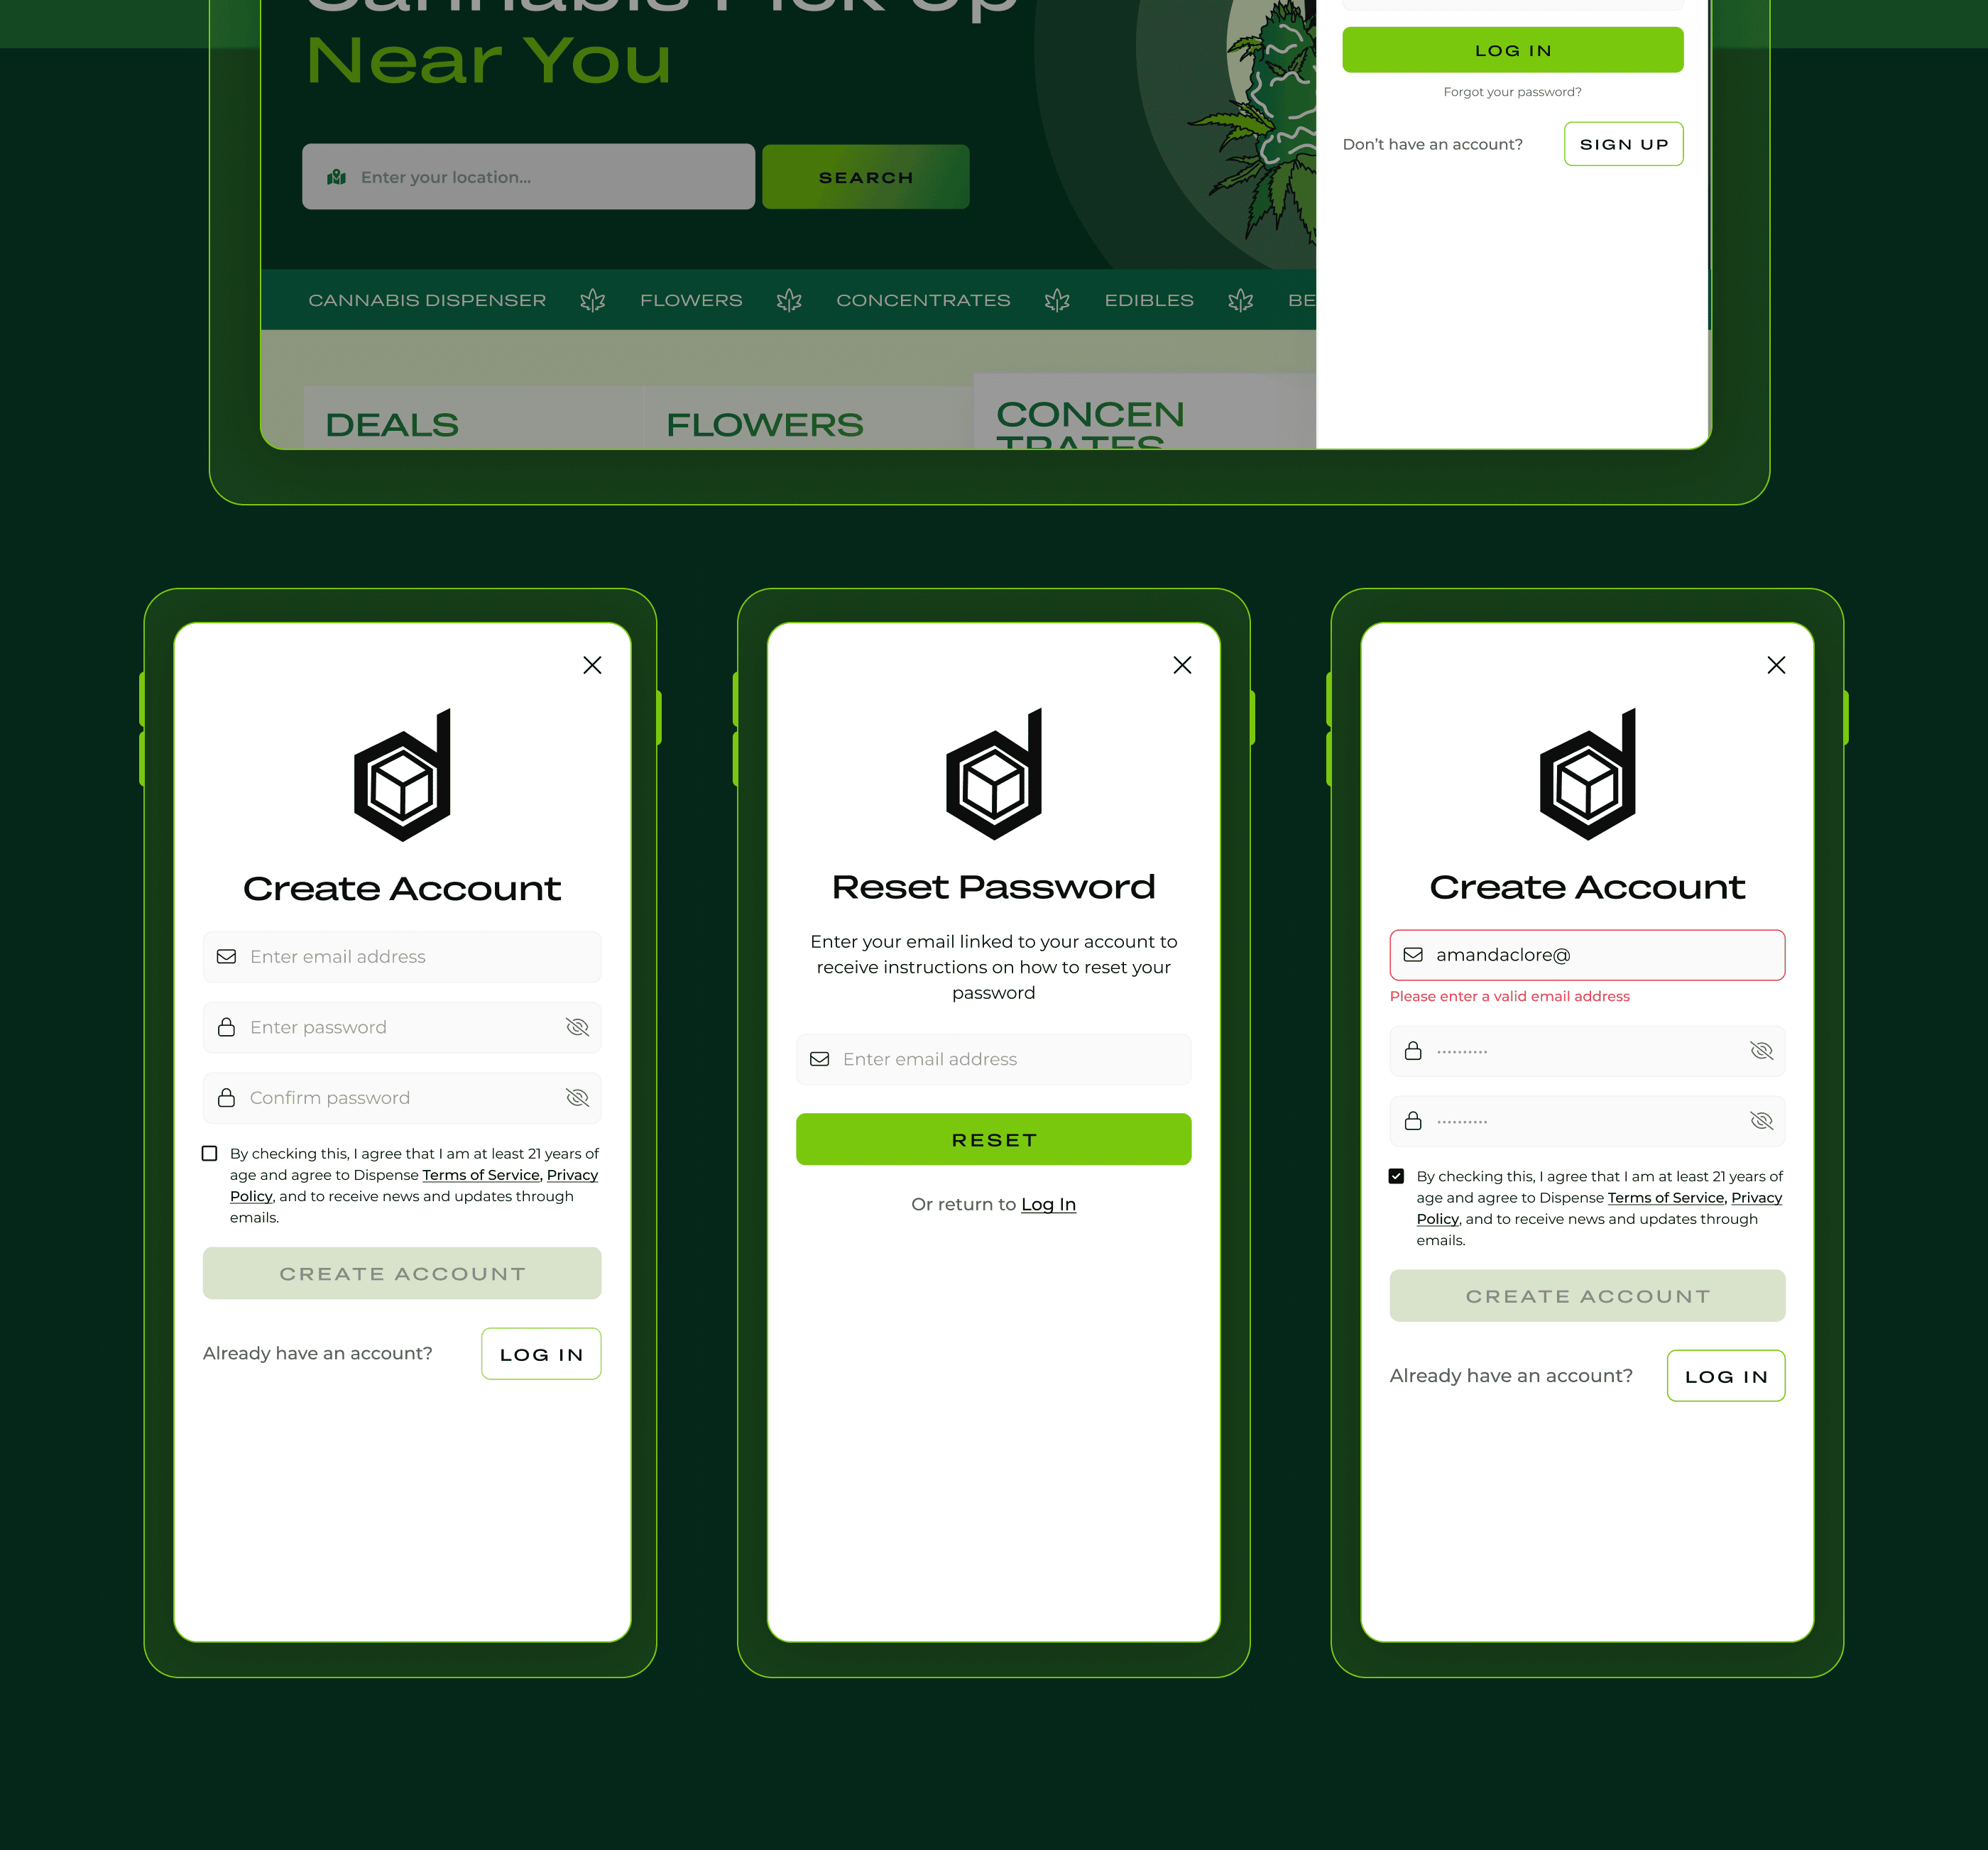 Cannabis Pick Up
Near You
Enter your location...
SEARCH
LOG IN
Forgot your password?
Don't have an account?
SIGN UP
CANNABIS DISPENSER
FLOWERS
CONCENTRATES
EDIBLES
BE
DEALS
FLOWERS
CONCEN
TRATES
Create Account
Enter email address
Enter password
Confirm password
By checking this, I agree that I am at least 21 years of
age and agree to Dispense Terms of Service, Privacy
Policy, and to receive news and updates through
emails.
CREATE ACCOUNT
Already have an account?
LOG IN
Reset Password
Enter your email linked to your account to
receive instructions on how to reset your
password
Enter email address
RESET
Or return to Log In
Create Account
amandaclore@
Please enter a valid email address
By checking this, I agree that I am at least 21 years of
age and agree to Dispense Terms of Service, Privacy
Policy, and to receive news and updates through
emails.
CREATE ACCOUNT
Already have an account?
LOG IN